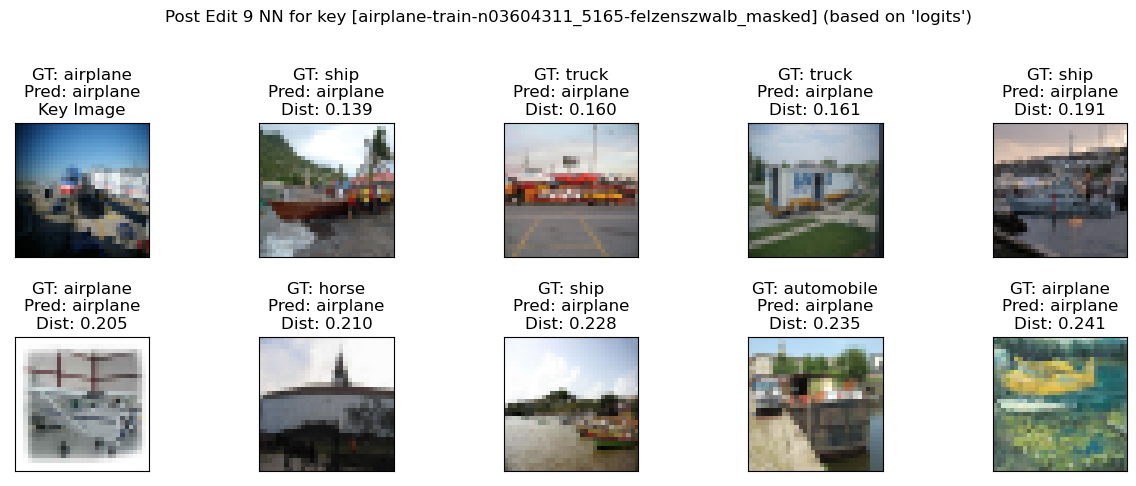 Post Edit 9 NN for key [airplane-train-n03604311_5165-felzenszwalb_masked] (based on 'logits')
GT: airplane
Pred: airplane
Key Image
GT: ship
Pred: airplane
Dist: 0.139
GT: truck
Pred: airplane
Dist: 0.160
GT: truck
Pred: airplane
Dist: 0.161
GT: ship
Pred: airplane
Dist: 0.191
GT: airplane
Pred: airplane
Dist: 0.205
GT: horse
Pred: airplane
Dist: 0.210
GT: ship
Pred: airplane
Dist: 0.228
GT: automobile
Pred: airplane
Dist: 0.235
GT: airplane
Pred: airplane
Dist: 0.241